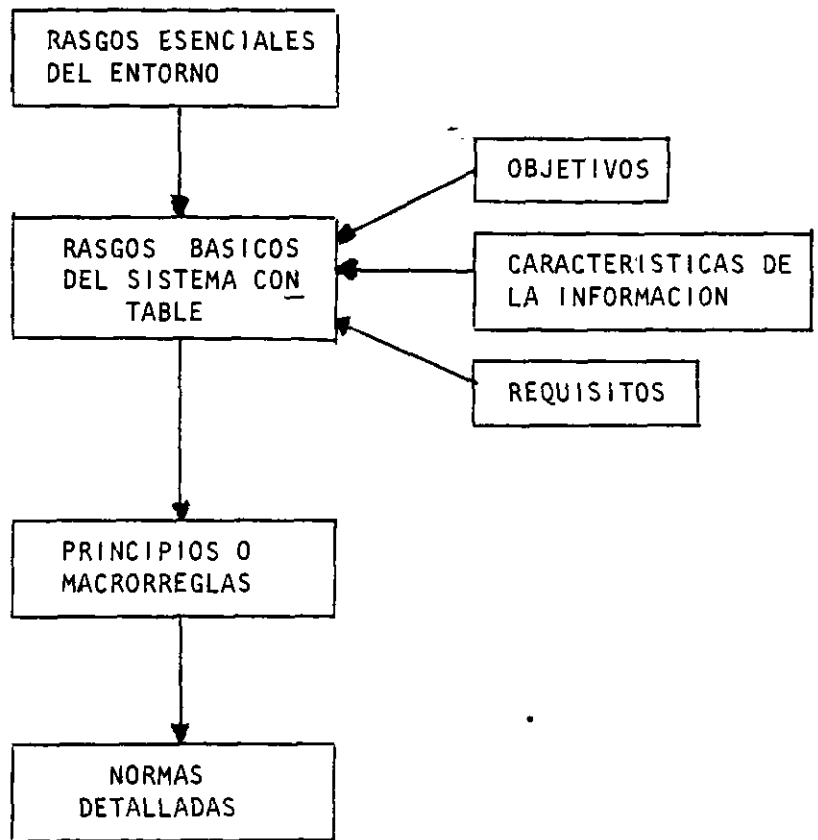 RASGOS ESENCIALES
DEL ENTORNO
OBJETIVOS
RASGOS BASICOS
DEL SISTEMA CON
TABLE
CARACTERISTICAS DE
LA INFORMACION
REQUISITOS
PRINCIPIOS O
MACRORREGLAS
NORMAS
DETALLADAS